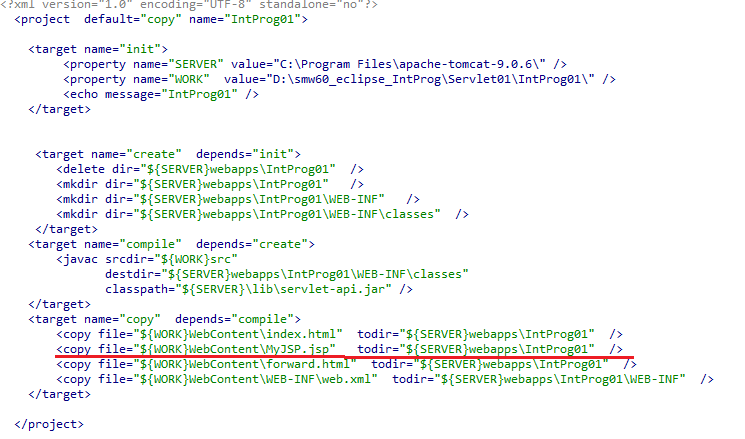 <?xml version="1.0" encoding="UTF-8" standalone="no"?>
<project  default="copy" name="IntProg01">
<target name="init">
<property name="SERVER" value="C:\Program Files\apache-tomcat-9.0.6\" />
<property name="WORK"  value="D:\smw60_eclipse_IntProg\Servlet01\IntProg01\" />
<echo message="IntProg01" />
</target>
<target name="create"  depends="init">
<delete dir="${SERVER}webapps\IntProg01"  />
<mkdir dir="${SERVER}webapps\IntProg01"   />
<mkdir dir="${SERVER}webapps\IntProg01\WEB-INF"   />
<mkdir dir="${SERVER}webapps\IntProg01\WEB-INF\classes"  />
</target>
<target name="compile"  depends="create">
<javac srcdir="${WORK}src"
destdir="${SERVER}webapps\IntProg01\WEB-INF\classes"
classpath="${SERVER}\lib\servlet-api.jar" />
</target>
<target name="copy"  depends="compile">
<copy file="${WORK}WebContent\index.html"  todir="${SERVER}webapps\IntProg01"  />
<copy file="${WORK}WebContent\MyJSP.jsp"   todir="${SERVER}webapps\IntProg01"  />
<copy file="${WORK}WebContent\forward.html"  todir="${SERVER}webapps\IntProg01"  />
<copy file="${WORK}WebContent\WEB-INF\web.xml"  todir="${SERVER}webapps\IntProg01\WEB-INF"  />
</target>
</project>